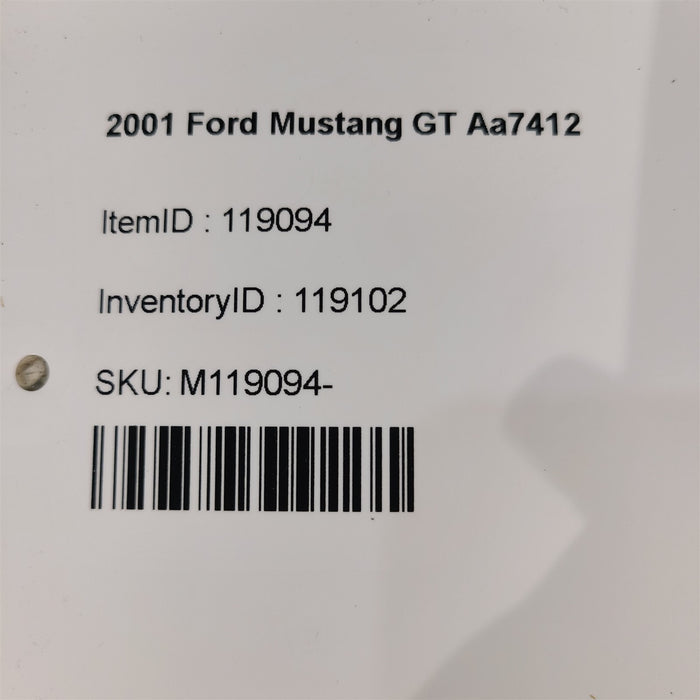 2001 Ford Mustang GT Aa7412
ItemID : 119094
InventoryID : 119102
SKU: M119094-